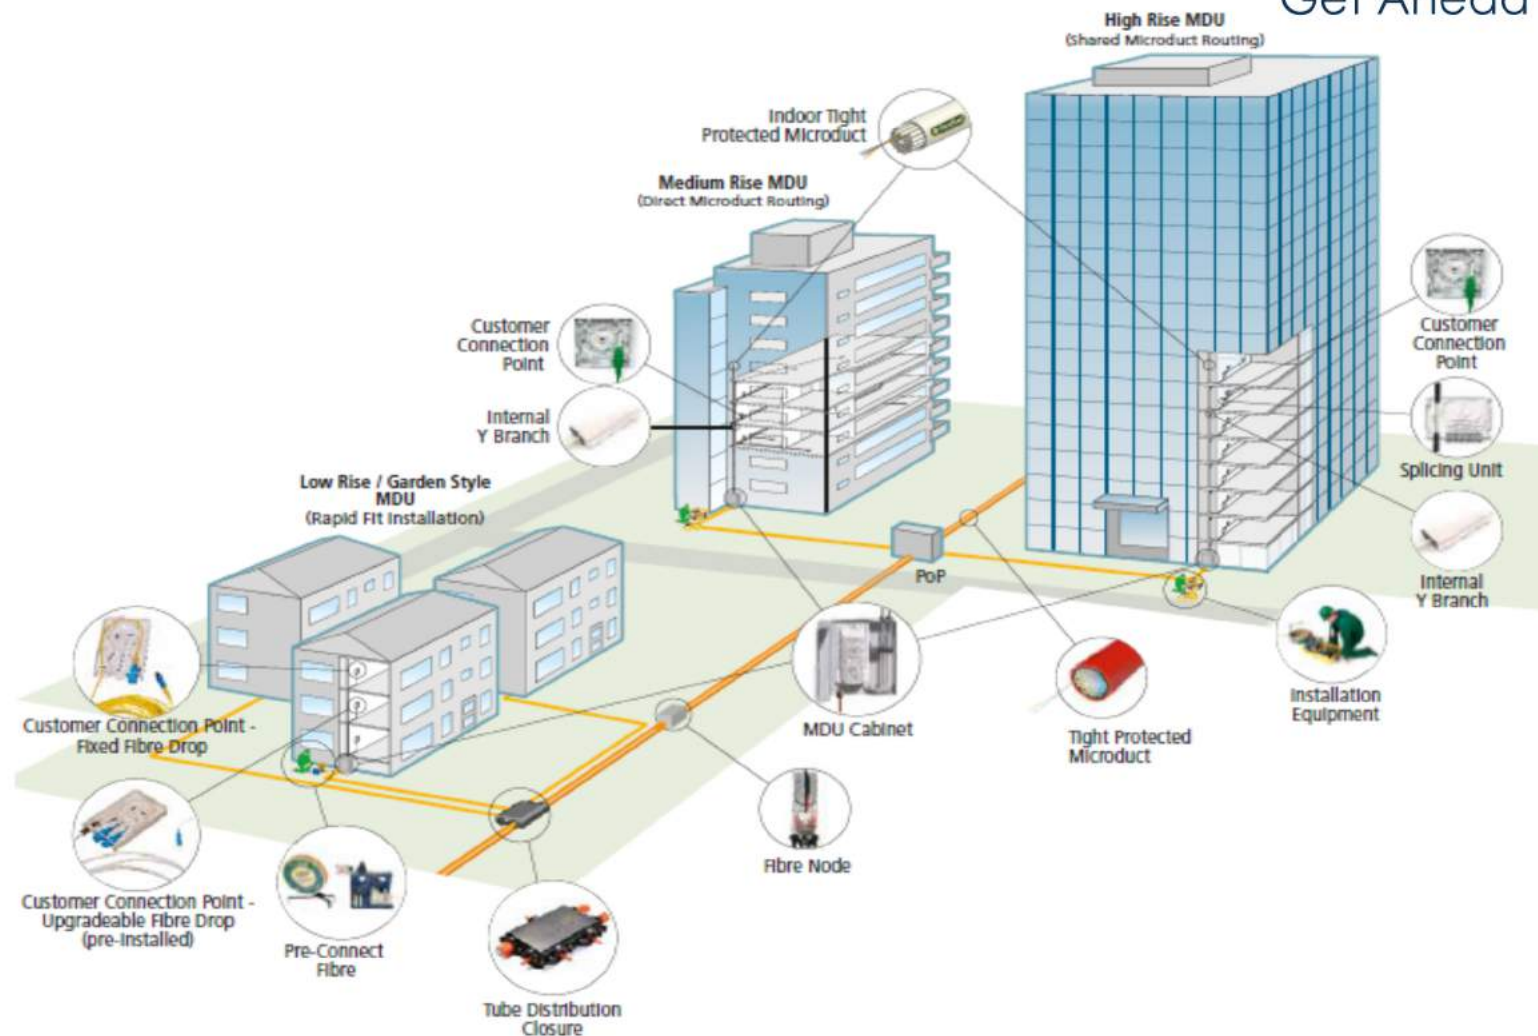 Get Ahead
High Rise MDU
(Shared Microduct Routing)
Indoor Tight
Protected Microduct
Medium Rise MDU
(Direct Microduct Routing)
Customer
Connection
Point
Customer
Connection
Point
Internal
Y Branch
Splicing Unit
Low Rise / Garden Style
MDU
(Rapid Fit Installation)
PoP
Internal
Y Branch
Customer Connection Point -
Fixed Fibre Drop
MDU Cabinet
Tight Protected
Microduct
Installation
Equipment
Fibre Node
Customer Connection Point -
Upgradeable Fibre Drop
(pre-installed)
Pre-Connect
Fibre
Tube Distribution
Closure